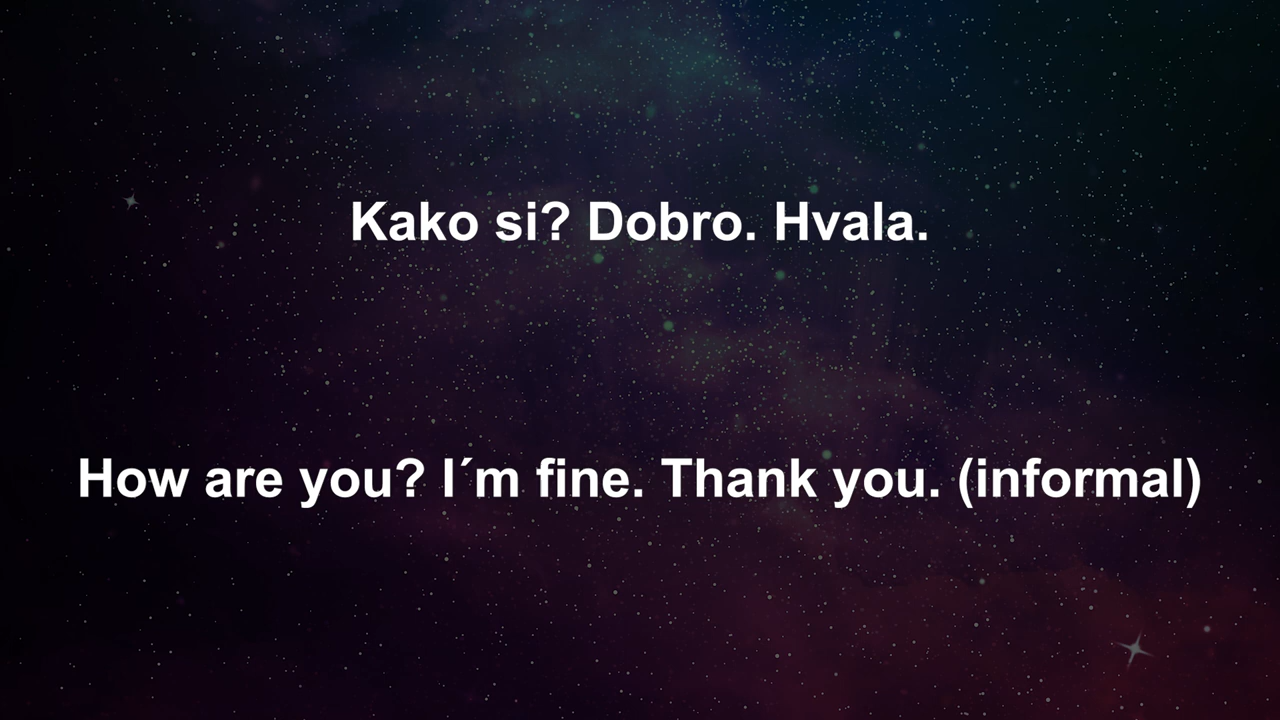 Kako si? Dobro. Hvala.
How are you? I´m fine. Thank you. (informal)